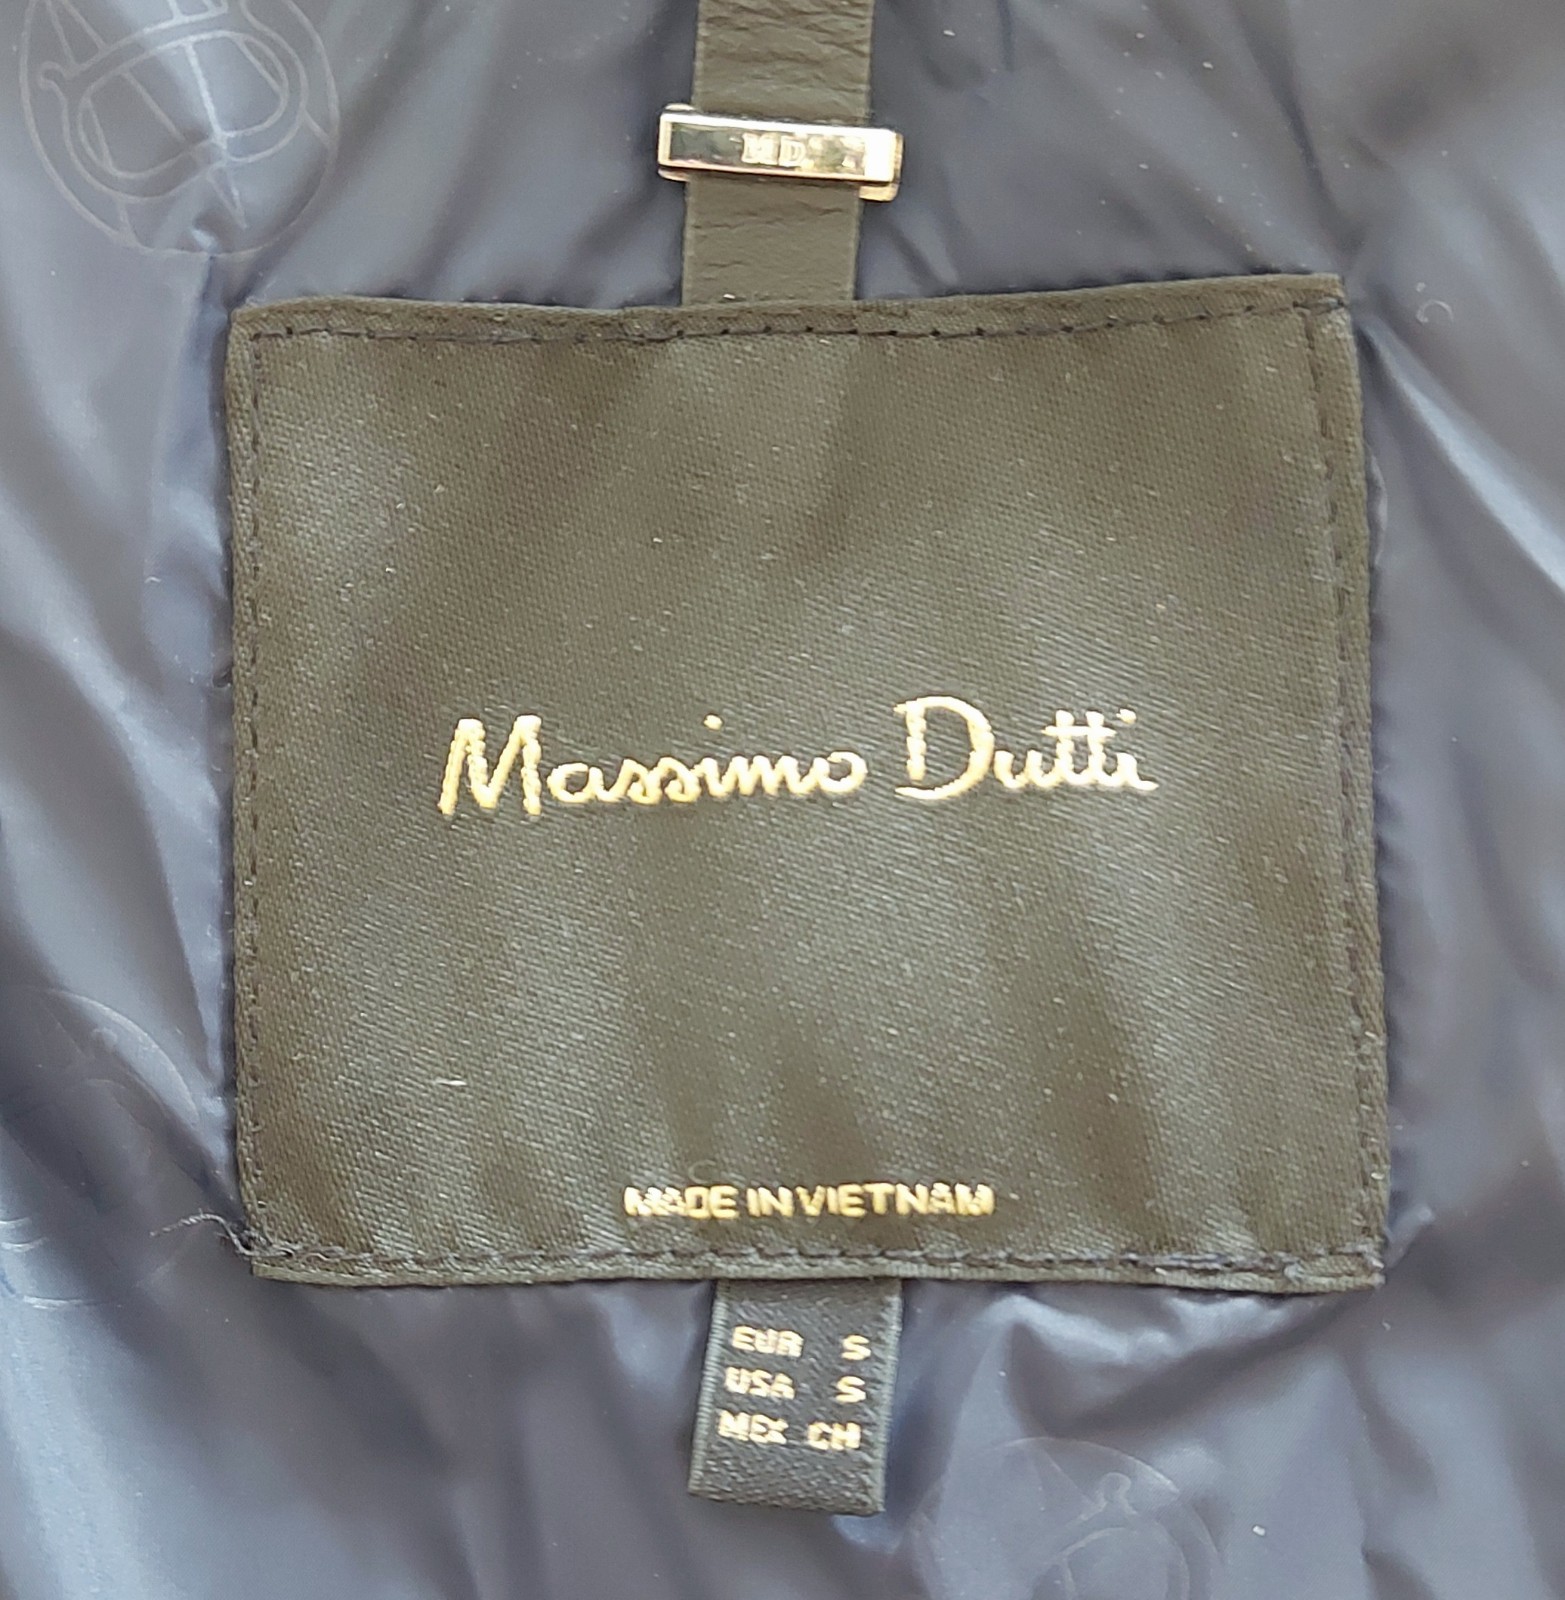 MD
Massimo Dutti
MADE IN VIETNAM
EUR S
USA S
MEX CH